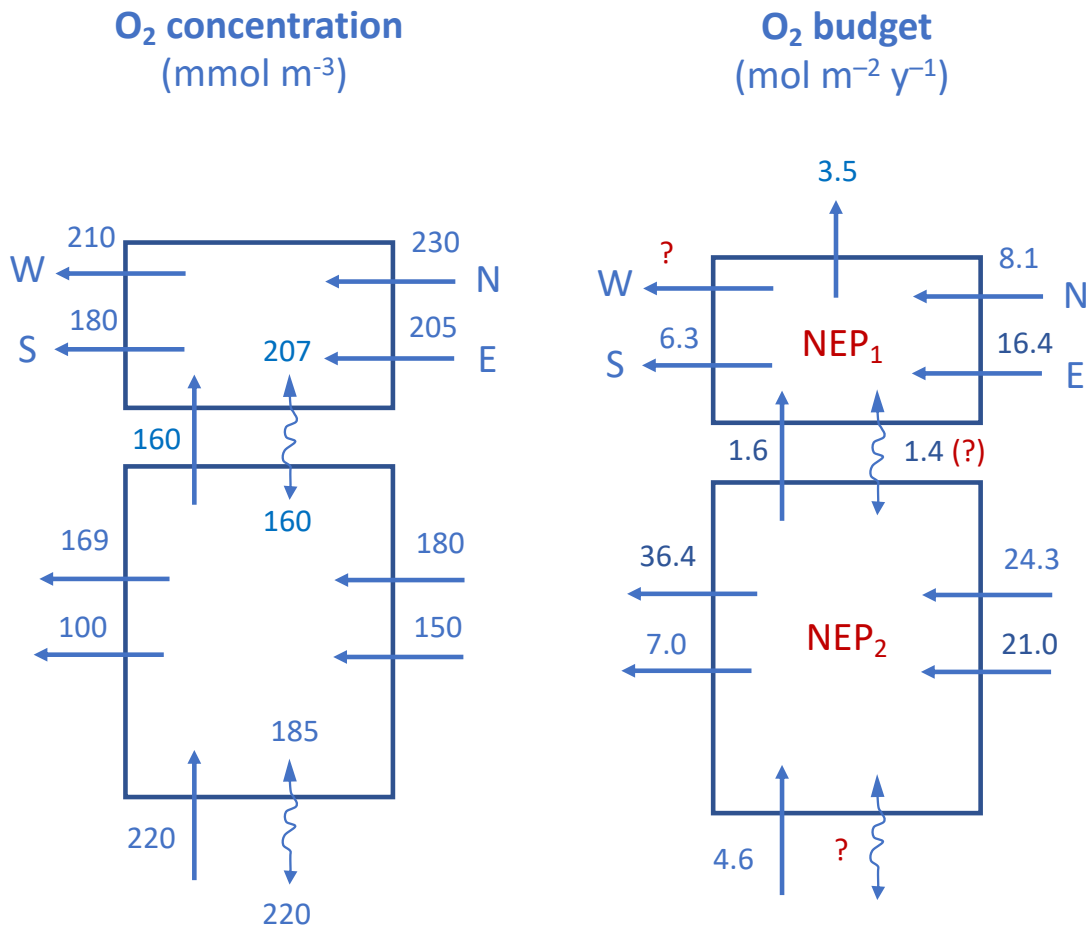 O₂ concentration
(mmol m⁻³)
210
230
W
N
180
205
S
207
E
160
160
169
180
100
150
185
220
220
O₂ budget
(mol m⁻² y⁻¹)
3.5
?
8.1
W
N
6.3
NEP₁
16.4
S
E
1.6
1.4 (?)
36.4
24.3
7.0
NEP₂
21.0
4.6
?